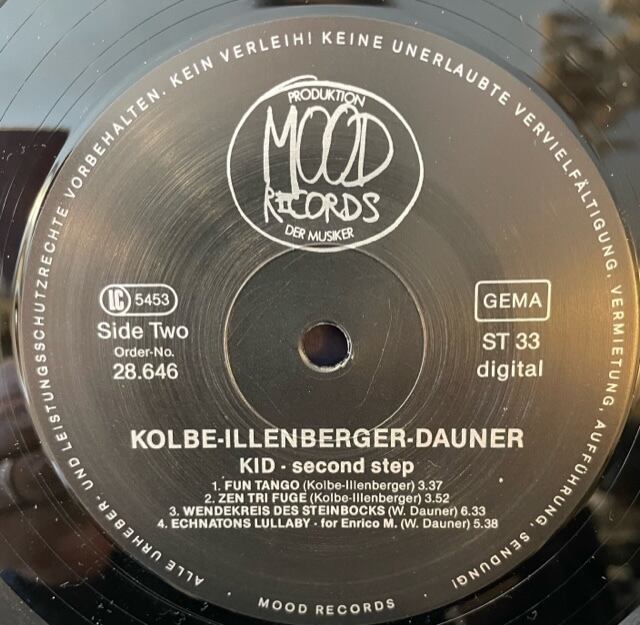 ALLE URHEBER- UND LEISTUNGSSCHUTZRECHTE VORBEHALTEN. KEIN VERLEIH! KEINE UNERLAUBTE VERVIELFÄLTIGUNG, VERMIETUNG, AUFFÜHRUNG, SENDUNG!
PRODUKTION
MOOD
RECORDS
DER MUSIKER
LC 5453
Side Two
Order-No.
28.646
GEMA
ST 33
digital
KOLBE-ILLENBERGER-DAUNER
KID - second step
1. FUN TANGO (Kolbe-Illenberger) 3.37
2. ZEN TRI FUGE (Kolbe-Illenberger) 3.52
3. WENDEKREIS DES STEINBOCKS (W. Dauner) 6.33
4. ECHNATONS LULLABY - for Enrico M. (W. Dauner) 5.38
• MOOD RECORDS •